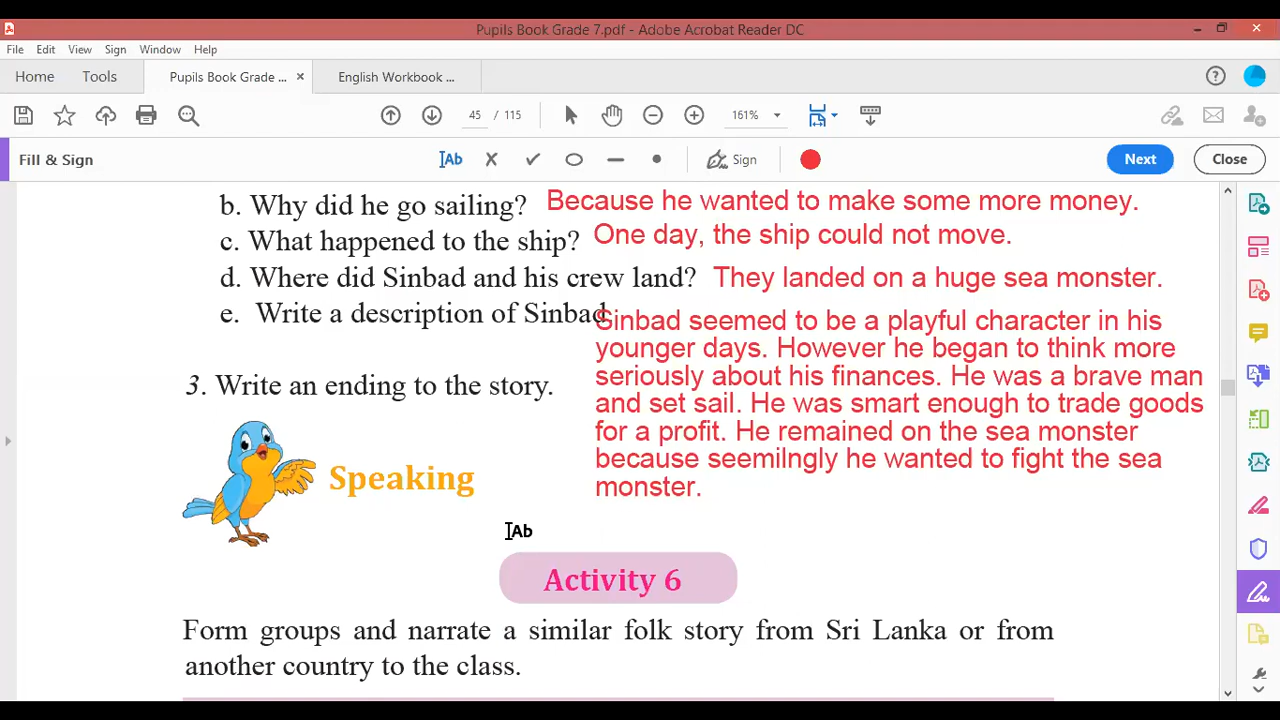 Pupils Book Grade 7.pdf - Adobe Acrobat Reader DC
File Edit View Sign Window Help
Home Tools Pupils Book Grade ... × English Workbook ...
45 / 115 161%
Fill & Sign Ab Sign Next Close
b. Why did he go sailing? Because he wanted to make some more money.
c. What happened to the ship? One day, the ship could not move.
d. Where did Sinbad and his crew land? They landed on a huge sea monster.
e. Write a description of Sinbad
Sinbad seemed to be a playful character in his
younger days. However he began to think more
seriously about his finances. He was a brave man
and set sail. He was smart enough to trade goods
for a profit. He remained on the sea monster
because seemilngly he wanted to fight the sea
monster.
3. Write an ending to the story.
Speaking
Ab
Activity 6
Form groups and narrate a similar folk story from Sri Lanka or from
another country to the class.